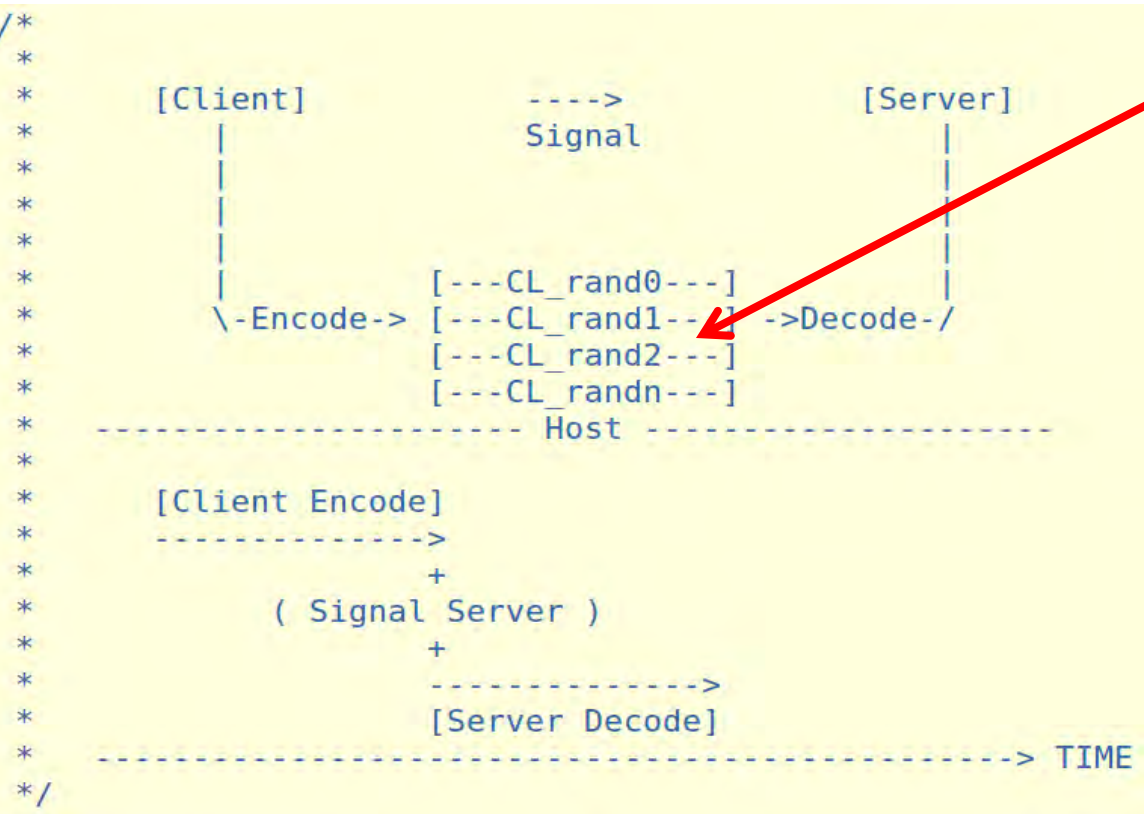 /*
 *
 *      [Client]              ---->               [Server]
 *         |                 Signal                  |
 *         |                                         |
 *         |                                         |
 *         |                                         |
 *         |            [---CL_rand0---]             |
 *         \-Encode-> [---CL_rand1---] ->Decode-/
 *                      [---CL_rand2---]
 *                      [---CL_randn---]
 *   ---------------------- Host ---------------------
 *
 *      [Client Encode]
 *      -------------->
 *                    +
 *            ( Signal Server )
 *                    +
 *                    -------------->
 *                    [Server Decode]
 *   -----------------------------------------------> TIME
 */